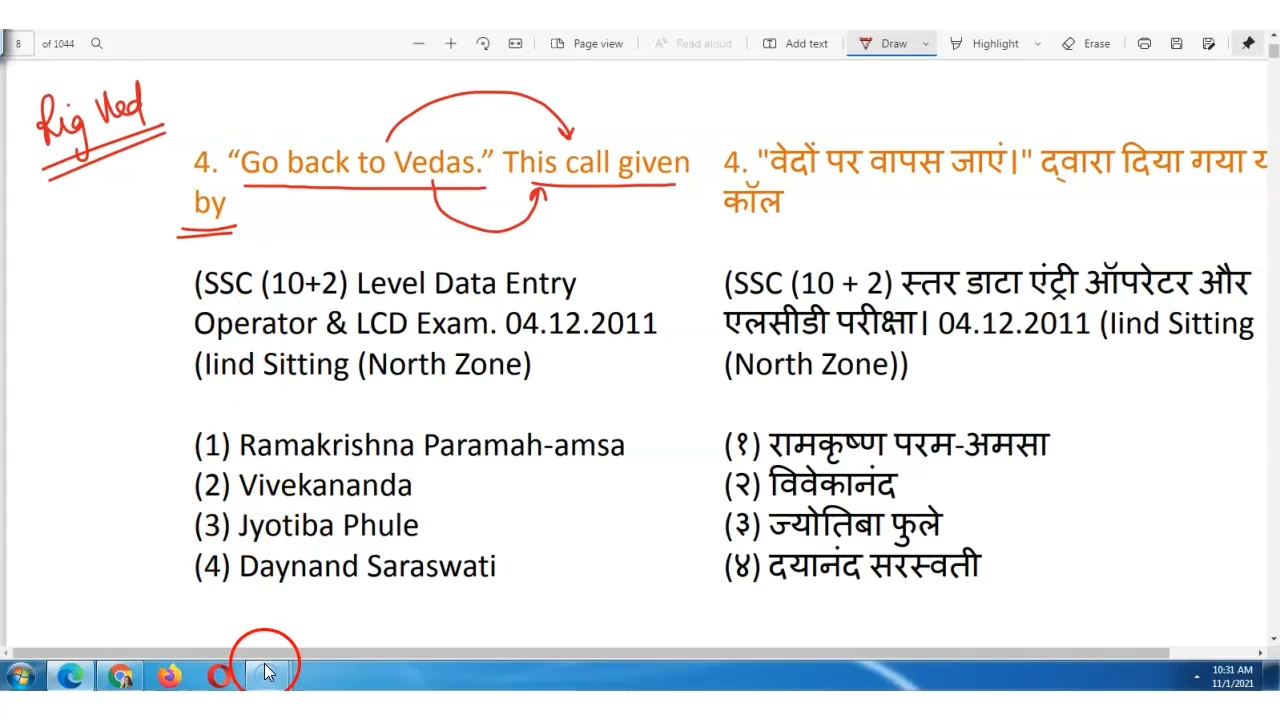 8 of 1044 Page view Read aloud Add text Draw Highlight Erase
Rig Ved
4. “Go back to Vedas.” This call given
by
(SSC (10+2) Level Data Entry
Operator & LCD Exam. 04.12.2011
(Iind Sitting (North Zone)
(1) Ramakrishna Paramah-amsa
(2) Vivekananda
(3) Jyotiba Phule
(4) Daynand Saraswati
4. "वेदों पर वापस जाएं।" द्वारा दिया गया य
कॉल
(SSC (10 + 2) स्तर डाटा एंट्री ऑपरेटर और
एलसीडी परीक्षा। 04.12.2011 (Iind Sitting
(North Zone))
(१) रामकृष्ण परम-अमसा
(२) विवेकानंद
(३) ज्योतिबा फुले
(४) दयानंद सरस्वती
10:31 AM
11/1/2021